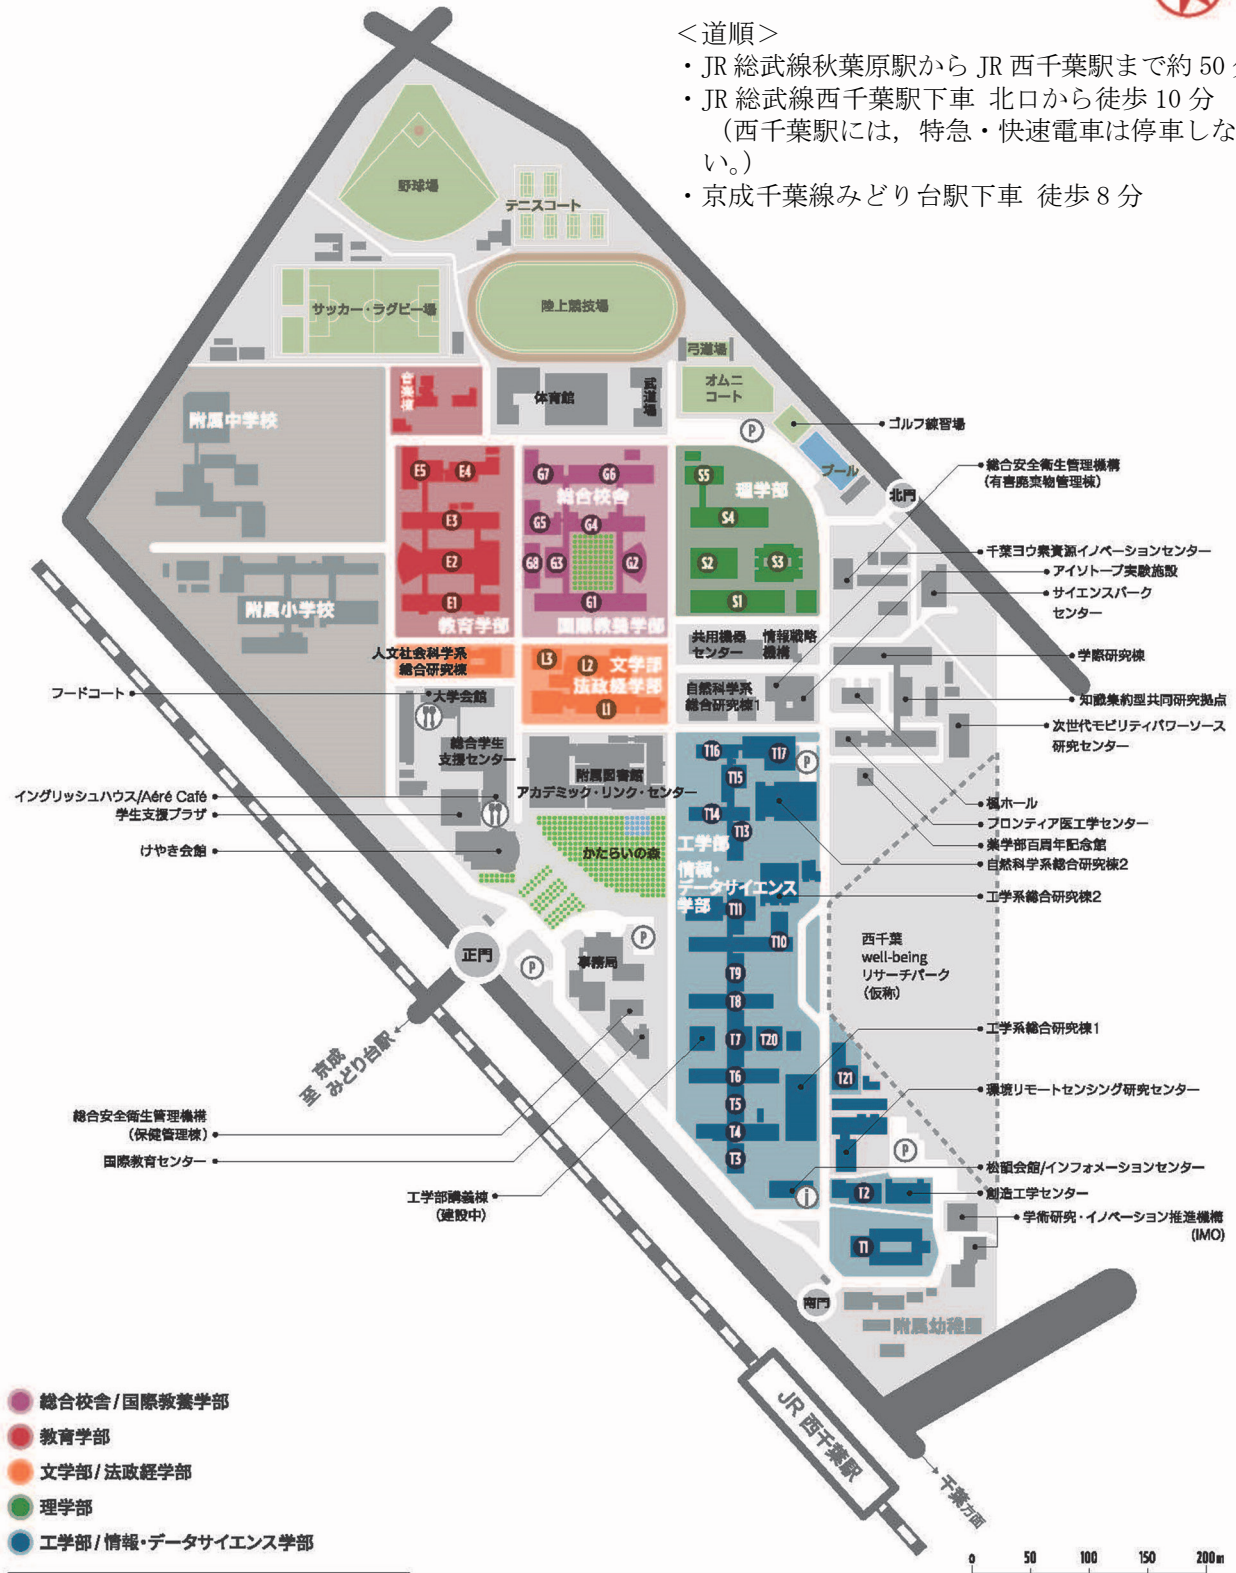 ＜道順＞
・JR 総武線秋葉原駅から JR 西千葉駅まで約 50 分
・JR 総武線西千葉駅下車 北口から徒歩 10 分
（西千葉駅には，特急・快速電車は停車しな
い。）
・京成千葉線みどり台駅下車 徒歩 8 分
野球場
テニスコート
サッカー・ラグビー場
陸上競技場
弓道場
音楽棟
体育館
武道場
オムニ
コート
附属中学校
P
ゴルフ練習場
プール
北門
総合安全衛生管理機構
(有害廃棄物管理棟)
E5
E4
G7
G6
総合校舎
S5
理学部
E3
G5
G4
S4
千葉ヨウ素資源イノベーションセンター
E2
G8
G3
G2
S2
S3
アイソトープ実験施設
サイエンスパーク
センター
附属小学校
E1
G1
S1
教育学部
国際教養学部
共用機器
センター
情報戦略
機構
学際研究棟
人文社会科学系
総合研究棟
L3
L2
文学部
法政経学部
L1
自然科学系
総合研究棟1
フードコート
大学会館
知識集約型共同研究拠点
次世代モビリティパワーソース
研究センター
総合学生
支援センター
附属図書館
アカデミック・リンク・センター
T16
T17
P
T15
イングリッシュハウス/Aéré Café
学生支援プラザ
T14
T13
楓ホール
フロンティア医工学センター
薬学部百周年記念館
自然科学系総合研究棟2
けやき会館
かたらいの森
工学部
情報・
データサイエンス
学部
工学系総合研究棟2
T11
T10
正門
P
P
事務局
西千葉
well-being
リサーチパーク
(仮称)
T9
T8
T7
T20
工学系総合研究棟1
至 京成
みどり台駅
T6
T21
環境リモートセンシング研究センター
T5
総合安全衛生管理機構
(保健管理棟)
T4
P
国際教育センター
T3
松韻会館/インフォメーションセンター
i
工学部講義棟
(建設中)
T2
創造工学センター
学術研究・イノベーション推進機構
(IMO)
T1
南門
附属幼稚園
JR 西千葉駅
千葉方面
総合校舎/国際教養学部
教育学部
文学部/法政経学部
理学部
工学部/情報・データサイエンス学部
0 50 100 150 200m